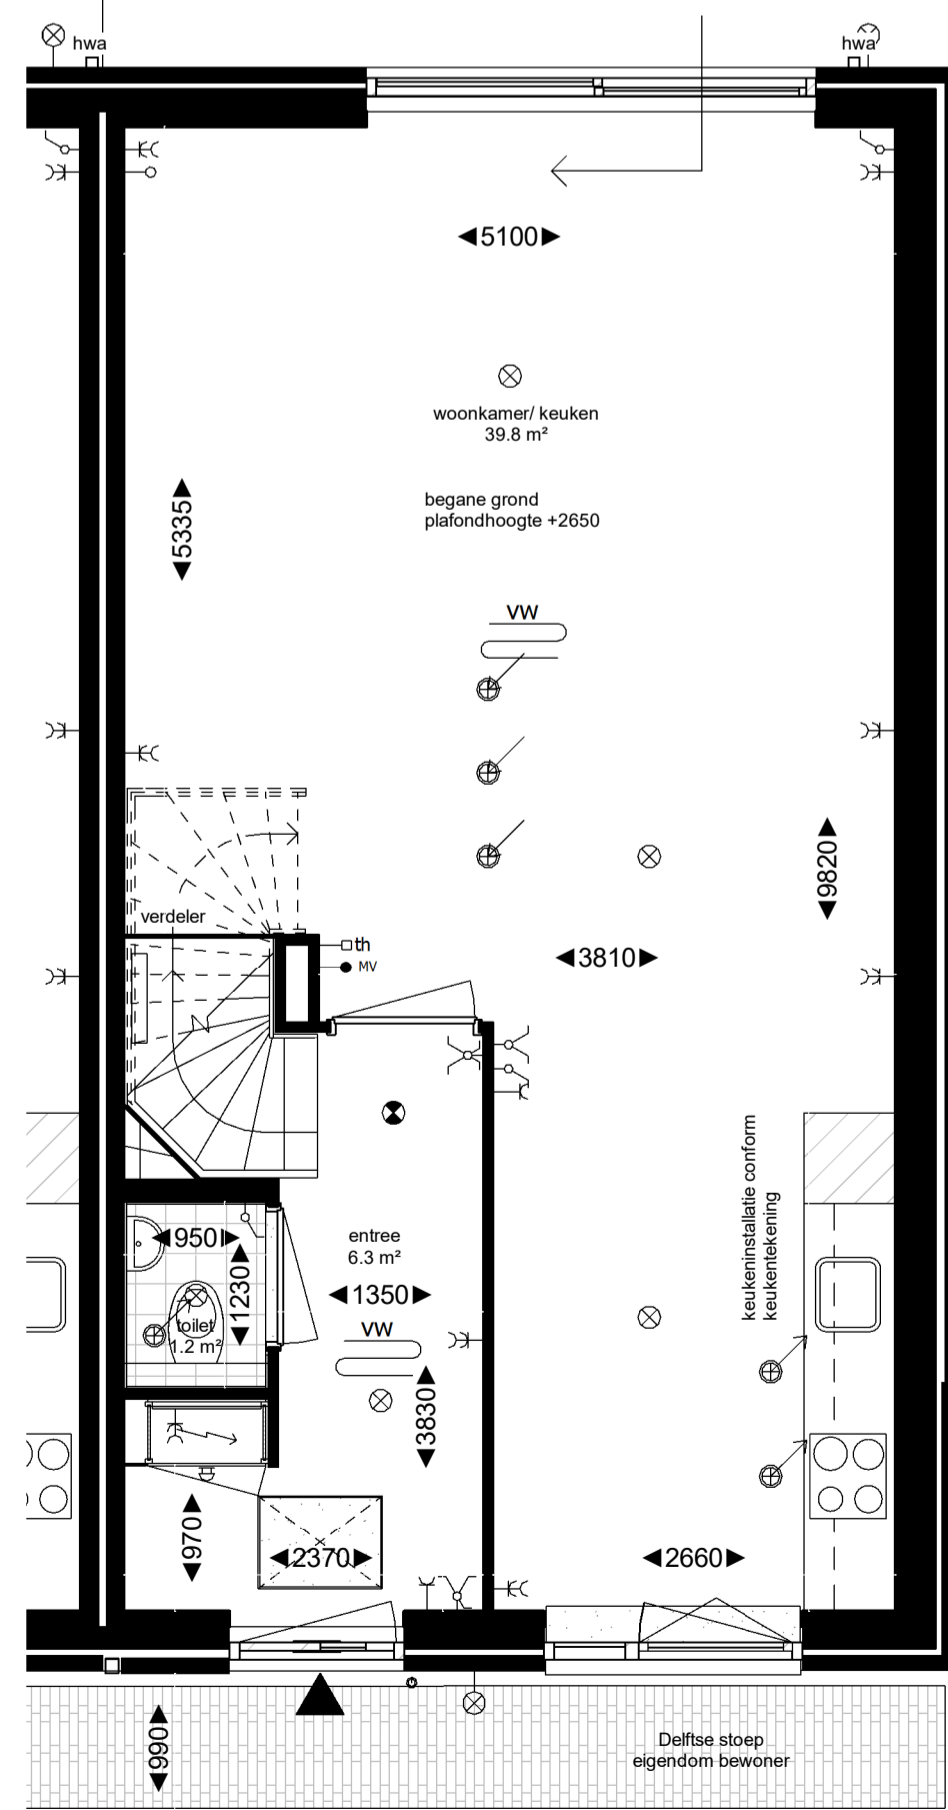 hwa
hwa
5100
woonkamer/ keuken
39.8 m²
begane grond
plafondhoogte +2650
5335
VW
9820
verdeler
th
MV
3810
keukeninstallatie conform
keukentekening
950
1230
entree
6.3 m²
1350
toilet
1.2 m²
VW
3830
970
2370
2660
990
Delftse stoep
eigendom bewoner